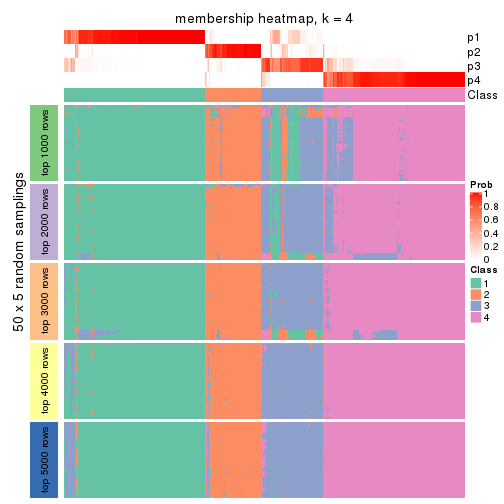 membership heatmap, k = 4
p1
p2
p3
p4
Class
50 x 5 random samplings
top 1000 rows
top 2000 rows
top 3000 rows
top 4000 rows
top 5000 rows
Prob
1
0.8
0.6
0.4
0.2
0
Class
1
2
3
4